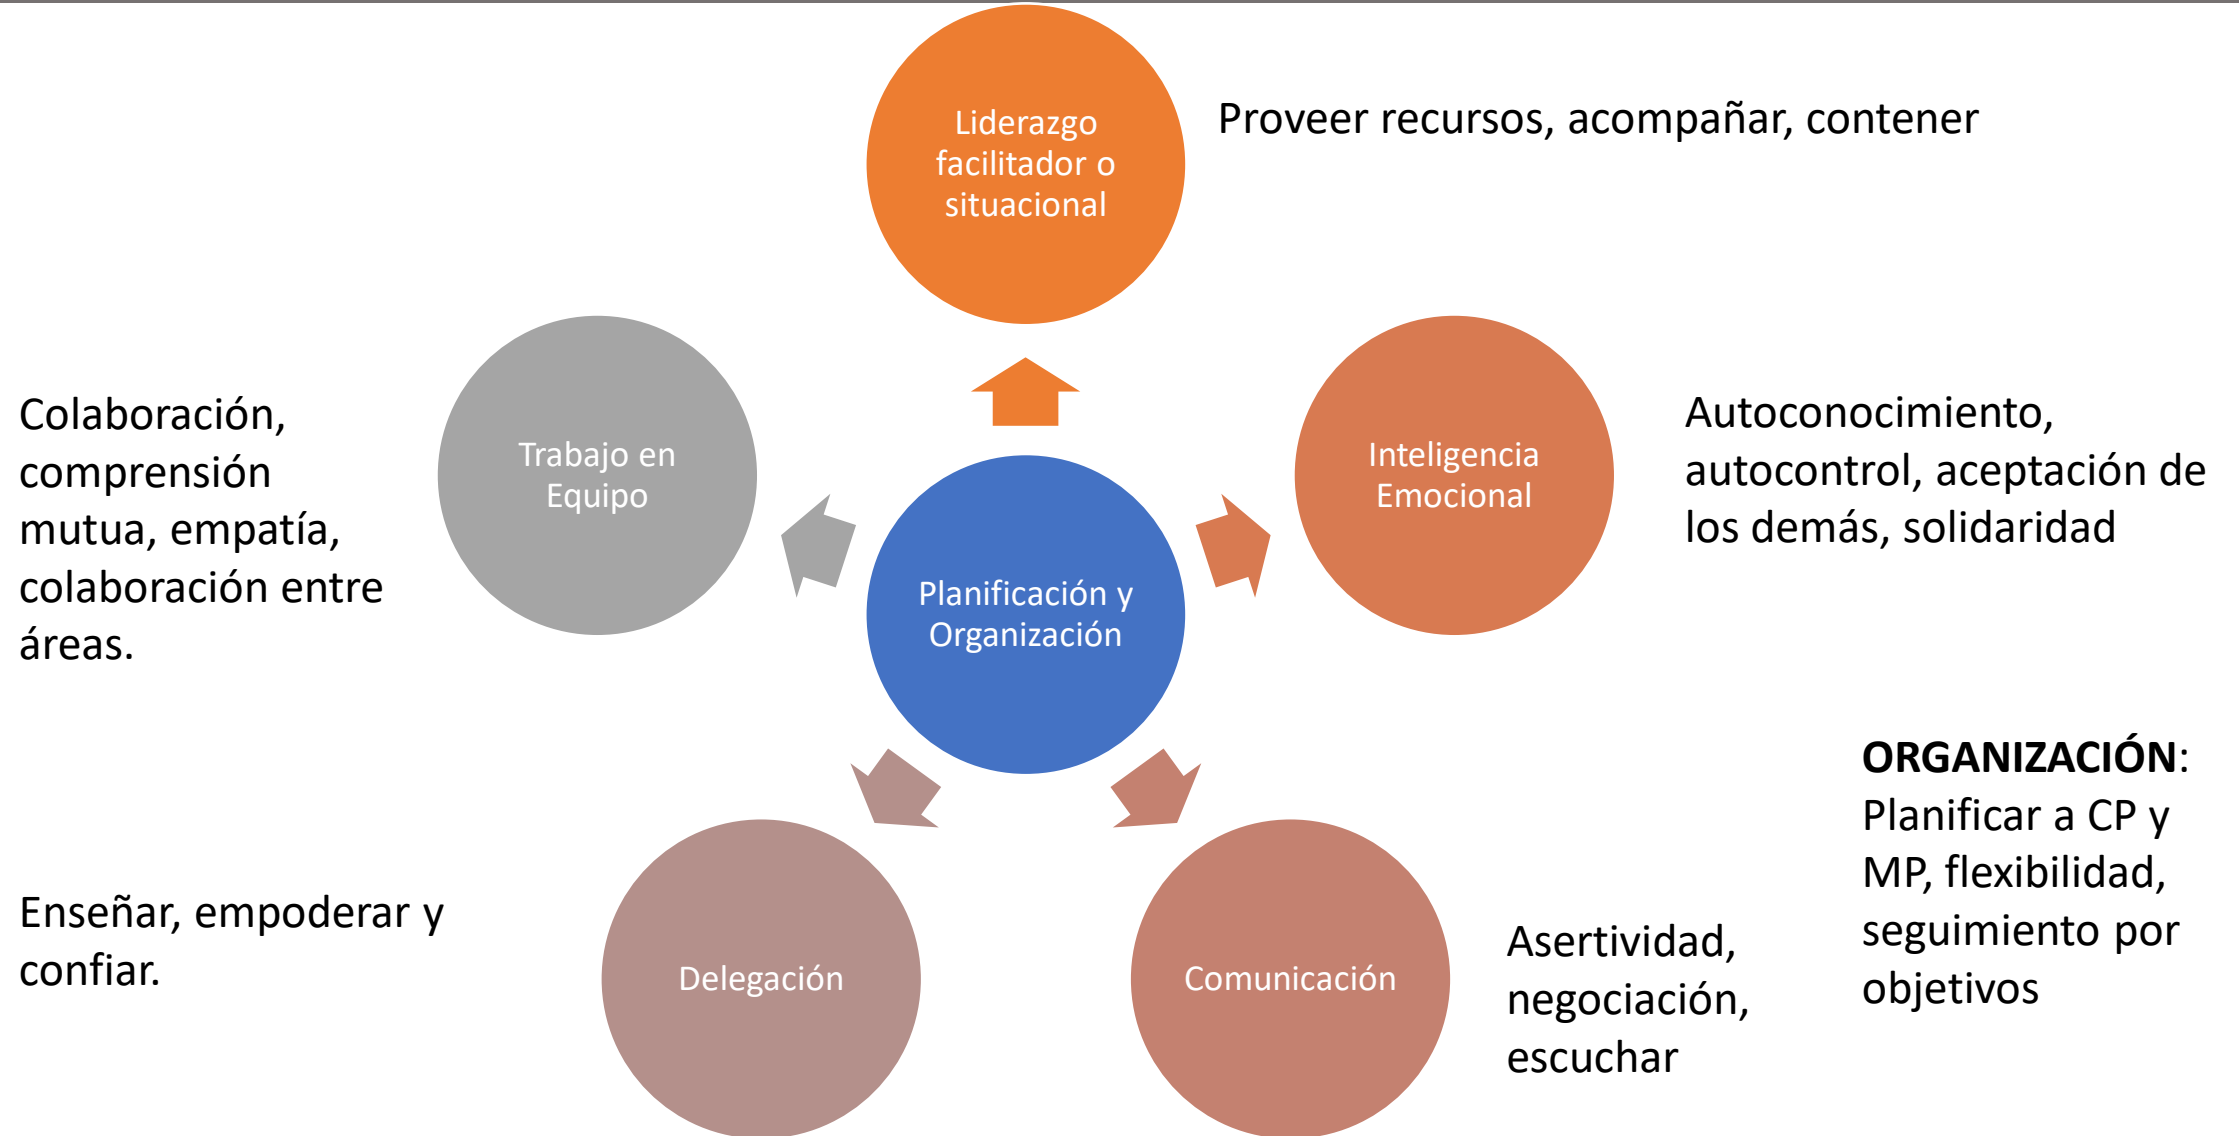 Liderazgo
facilitador o
situacional
Proveer recursos, acompañar, contener
Colaboración,
comprensión
mutua, empatía,
colaboración entre
áreas.
Trabajo en
Equipo
Inteligencia
Emocional
Autoconocimiento,
autocontrol, aceptación de
los demás, solidaridad
Planificación y
Organización
Enseñar, empoderar y
confiar.
Delegación
Comunicación
Asertividad,
negociación,
escuchar
ORGANIZACIÓN:
Planificar a CP y
MP, flexibilidad,
seguimiento por
objetivos